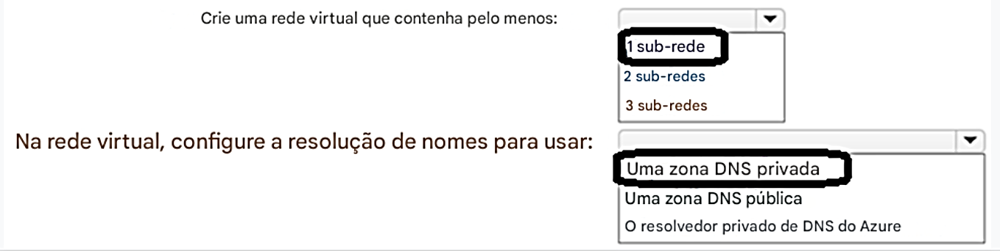 Crie uma rede virtual que contenha pelo menos:
1 sub-rede
2 sub-redes
3 sub-redes
Na rede virtual, configure a resolução de nomes para usar:
Uma zona DNS privada
Uma zona DNS pública
O resolvedor privado de DNS do Azure